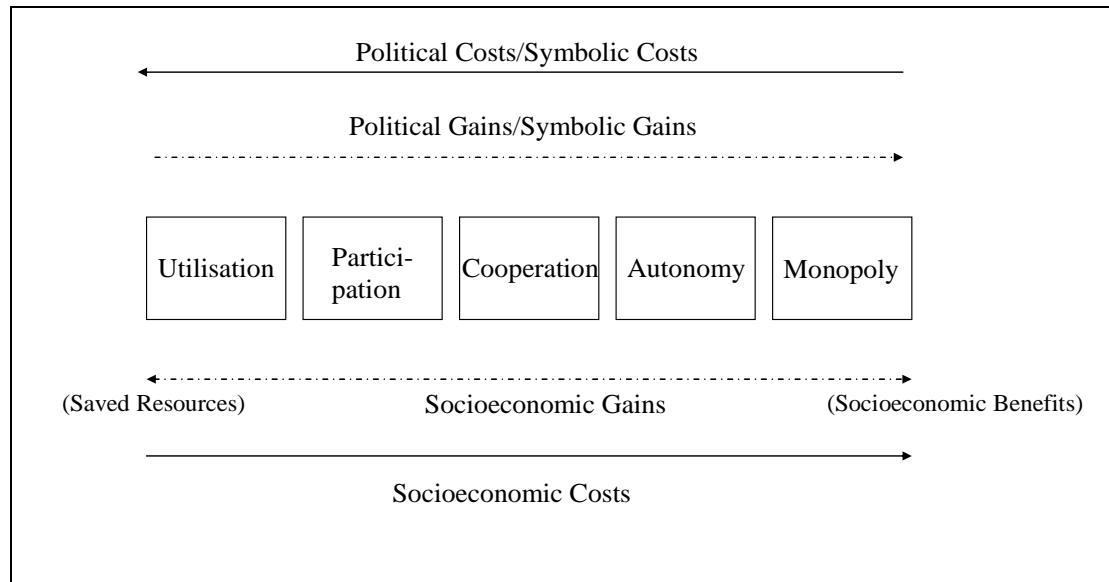 Political Costs/Symbolic Costs
Political Gains/Symbolic Gains
Utilisation
Partici-
pation
Cooperation
Autonomy
Monopoly
(Saved Resources)
Socioeconomic Gains
(Socioeconomic Benefits)
Socioeconomic Costs